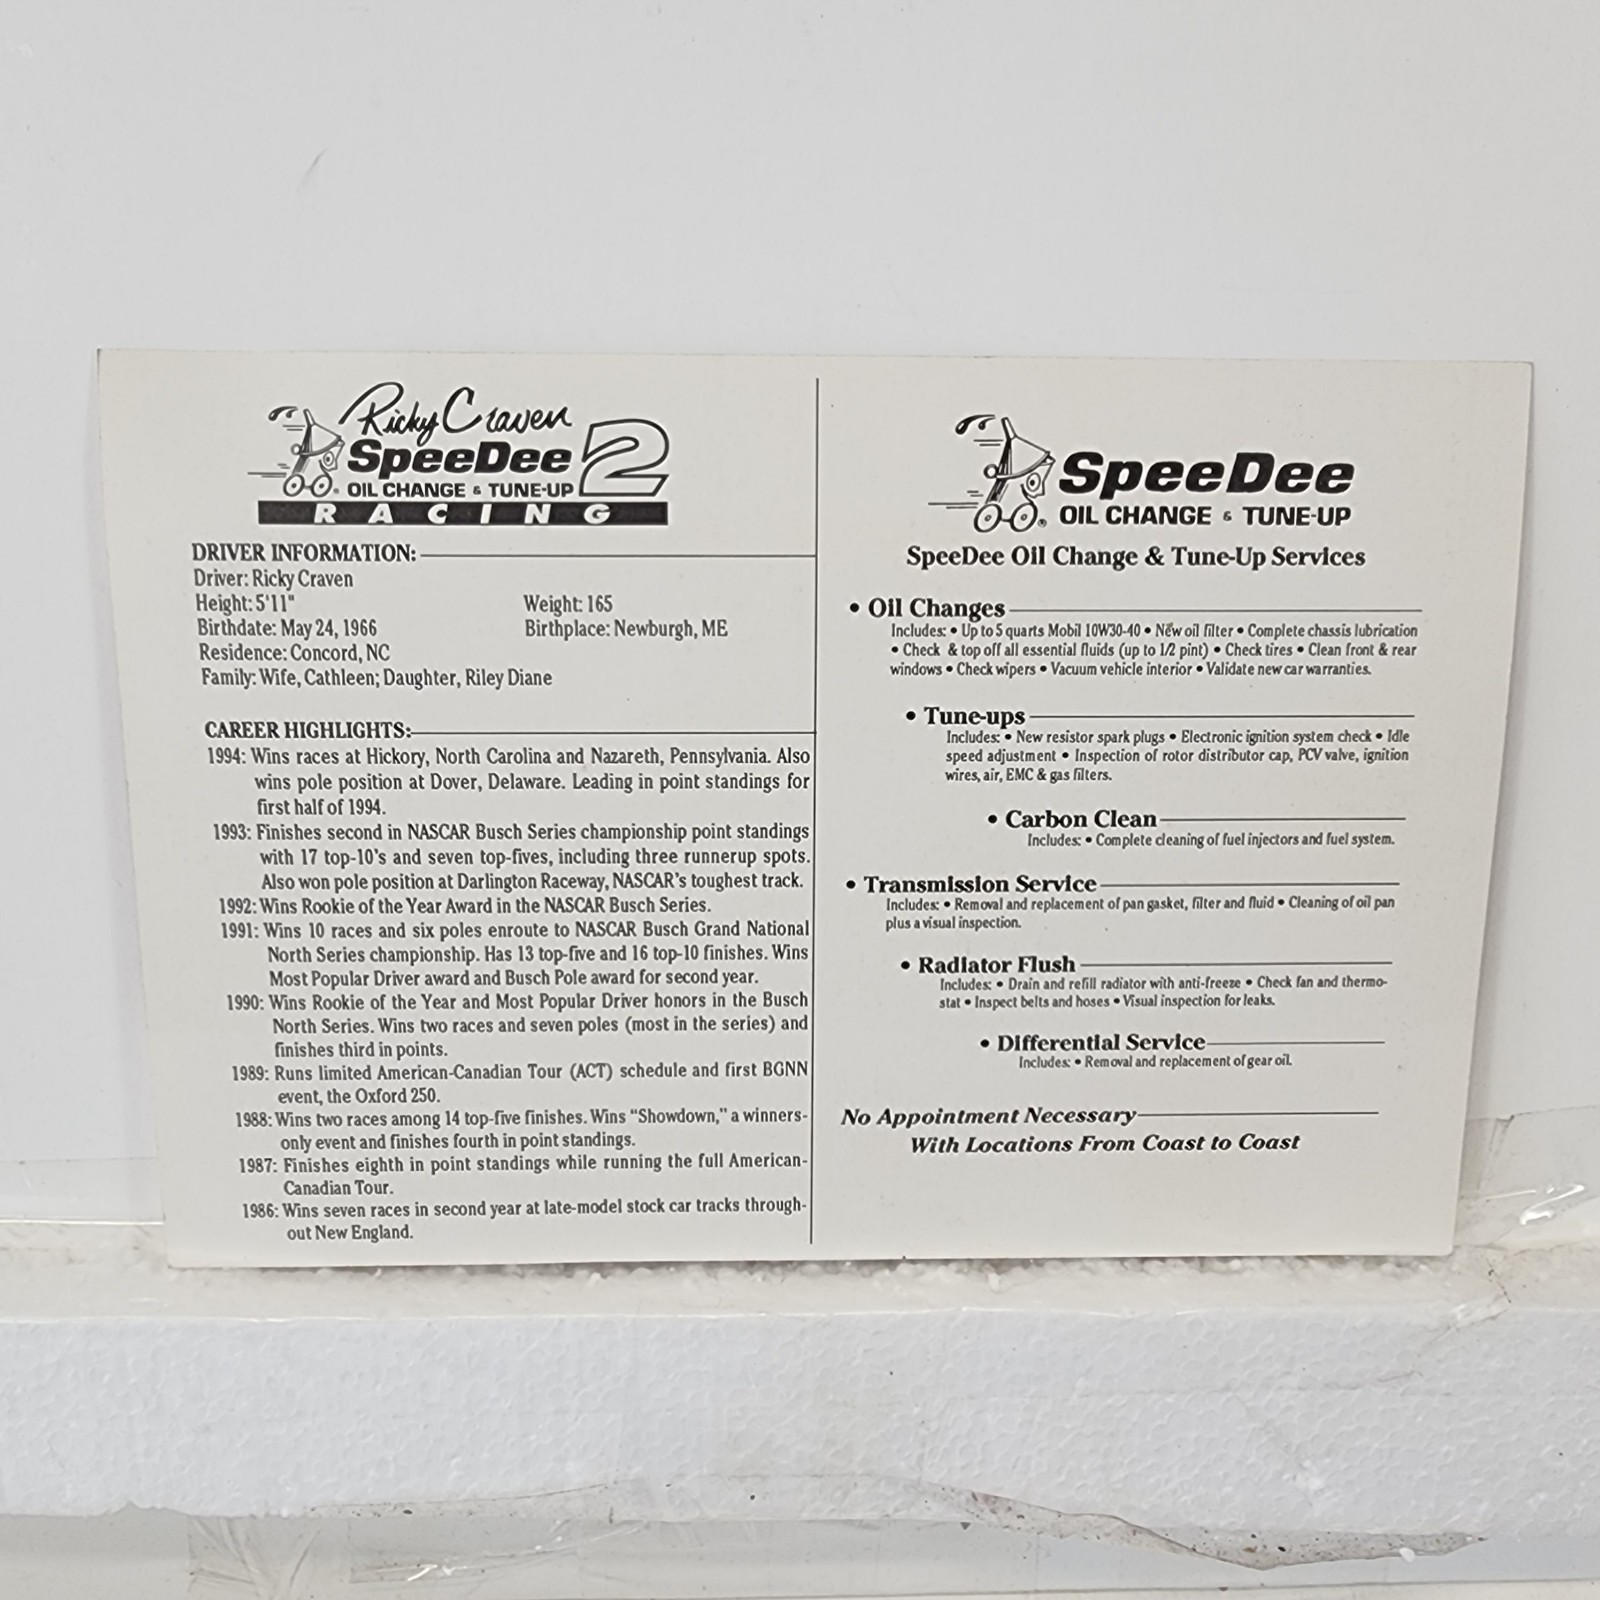 Ricky Craven
SpeeDee 2
OIL CHANGE & TUNE-UP
RACING
DRIVER INFORMATION:
Driver: Ricky Craven
Height: 5'11" Weight: 165
Birthdate: May 24, 1966 Birthplace: Newburgh, ME
Residence: Concord, NC
Family: Wife, Cathleen; Daughter, Riley Diane
CAREER HIGHLIGHTS:
1994: Wins races at Hickory, North Carolina and Nazareth, Pennsylvania. Also
wins pole position at Dover, Delaware. Leading in point standings for
first half of 1994.
1993: Finishes second in NASCAR Busch Series championship point standings
with 17 top-10's and seven top-fives, including three runnerup spots.
Also won pole position at Darlington Raceway, NASCAR's toughest track.
1992: Wins Rookie of the Year Award in the NASCAR Busch Series.
1991: Wins 10 races and six poles enroute to NASCAR Busch Grand National
North Series championship. Has 13 top-five and 16 top-10 finishes. Wins
Most Popular Driver award and Busch Pole award for second year.
1990: Wins Rookie of the Year and Most Popular Driver honors in the Busch
North Series. Wins two races and seven poles (most in the series) and
finishes third in points.
1989: Runs limited American-Canadian Tour (ACT) schedule and first BGNN
event, the Oxford 250.
1988: Wins two races among 14 top-five finishes. Wins "Showdown," a winners-
only event and finishes fourth in point standings.
1987: Finishes eighth in point standings while running the full American-
Canadian Tour.
1986: Wins seven races in second year at late-model stock car tracks through-
out New England.
SpeeDee
OIL CHANGE & TUNE-UP
SpeeDee Oil Change & Tune-Up Services
• Oil Changes
Includes: • Up to 5 quarts Mobil 10W30-40 • New oil filter • Complete chassis lubrication
• Check & top off all essential fluids (up to 1/2 pint) • Check tires • Clean front & rear
windows • Check wipers • Vacuum vehicle interior • Validate new car warranties.
• Tune-ups
Includes: • New resistor spark plugs • Electronic ignition system check • Idle
speed adjustment • Inspection of rotor distributor cap, PCV valve, ignition
wires, air, EMC & gas filters.
• Carbon Clean
Includes: • Complete cleaning of fuel injectors and fuel system.
• Transmission Service
Includes: • Removal and replacement of pan gasket, filter and fluid • Cleaning of oil pan
plus a visual inspection.
• Radiator Flush
Includes: • Drain and refill radiator with anti-freeze • Check fan and thermo-
stat • Inspect belts and hoses • Visual inspection for leaks.
• Differential Service
Includes: • Removal and replacement of gear oil.
No Appointment Necessary
With Locations From Coast to Coast